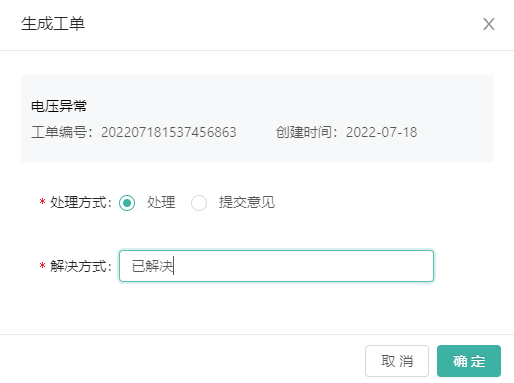 生成工单
电压异常
工单编号：202207181537456863 创建时间：2022-07-18
* 处理方式： 处理 提交意见
* 解决方式： 已解决
取 消 确 定